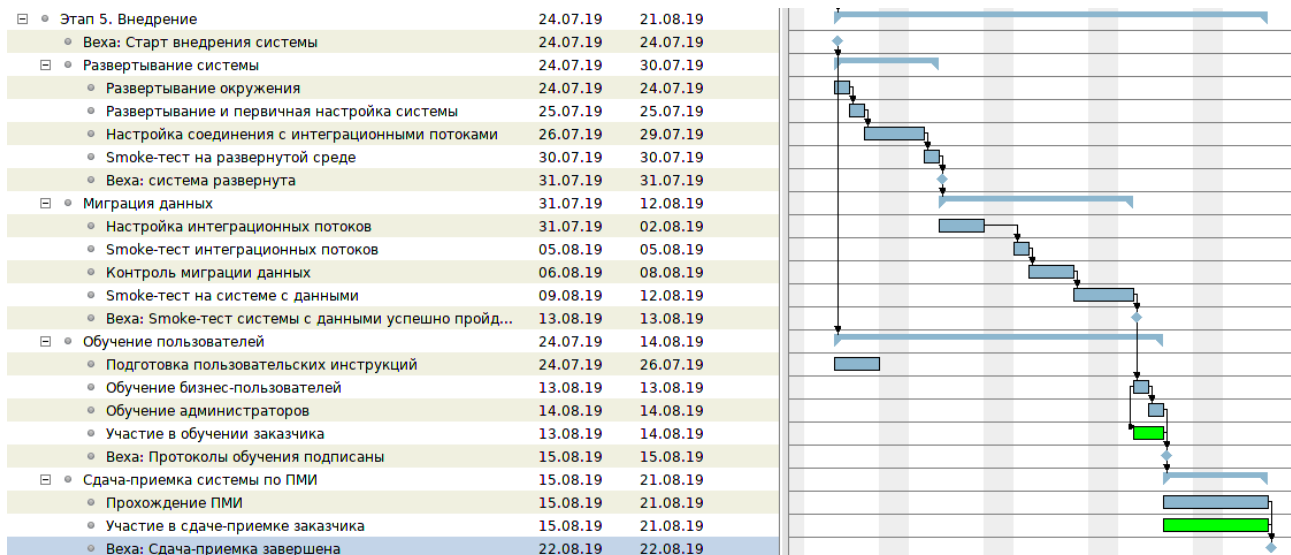 Этап 5. Внедрение 24.07.19 21.08.19
Веха: Старт внедрения системы 24.07.19 24.07.19
Развертывание системы 24.07.19 30.07.19
Развертывание окружения 24.07.19 24.07.19
Развертывание и первичная настройка системы 25.07.19 25.07.19
Настройка соединения с интеграционными потоками 26.07.19 29.07.19
Smoke-тест на развернутой среде 30.07.19 30.07.19
Веха: система развернута 31.07.19 31.07.19
Миграция данных 31.07.19 12.08.19
Настройка интеграционных потоков 31.07.19 02.08.19
Smoke-тест интеграционных потоков 05.08.19 05.08.19
Контроль миграции данных 06.08.19 08.08.19
Smoke-тест на системе с данными 09.08.19 12.08.19
Веха: Smoke-тест системы с данными успешно пройд... 13.08.19 13.08.19
Обучение пользователей 24.07.19 14.08.19
Подготовка пользовательских инструкций 24.07.19 26.07.19
Обучение бизнес-пользователей 13.08.19 13.08.19
Обучение администраторов 14.08.19 14.08.19
Участие в обучении заказчика 13.08.19 14.08.19
Веха: Протоколы обучения подписаны 15.08.19 15.08.19
Сдача-приемка системы по ПМИ 15.08.19 21.08.19
Прохождение ПМИ 15.08.19 21.08.19
Участие в сдаче-приемке заказчика 15.08.19 21.08.19
Веха: Сдача-приемка завершена 22.08.19 22.08.19